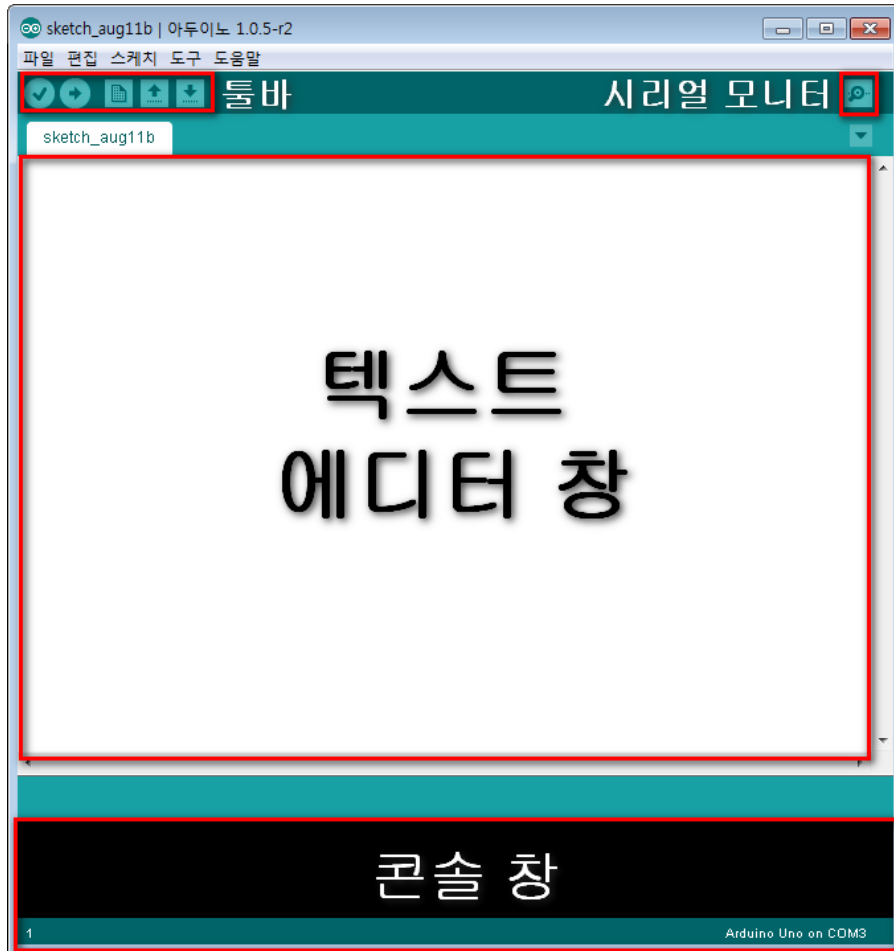 sketch_aug11b | 아두이노 1.0.5-r2
파일 편집 스케치 도구 도움말
툴바 시리얼 모니터
sketch_aug11b
텍스트
에디터 창
콘솔 창
1 Arduino Uno on COM3